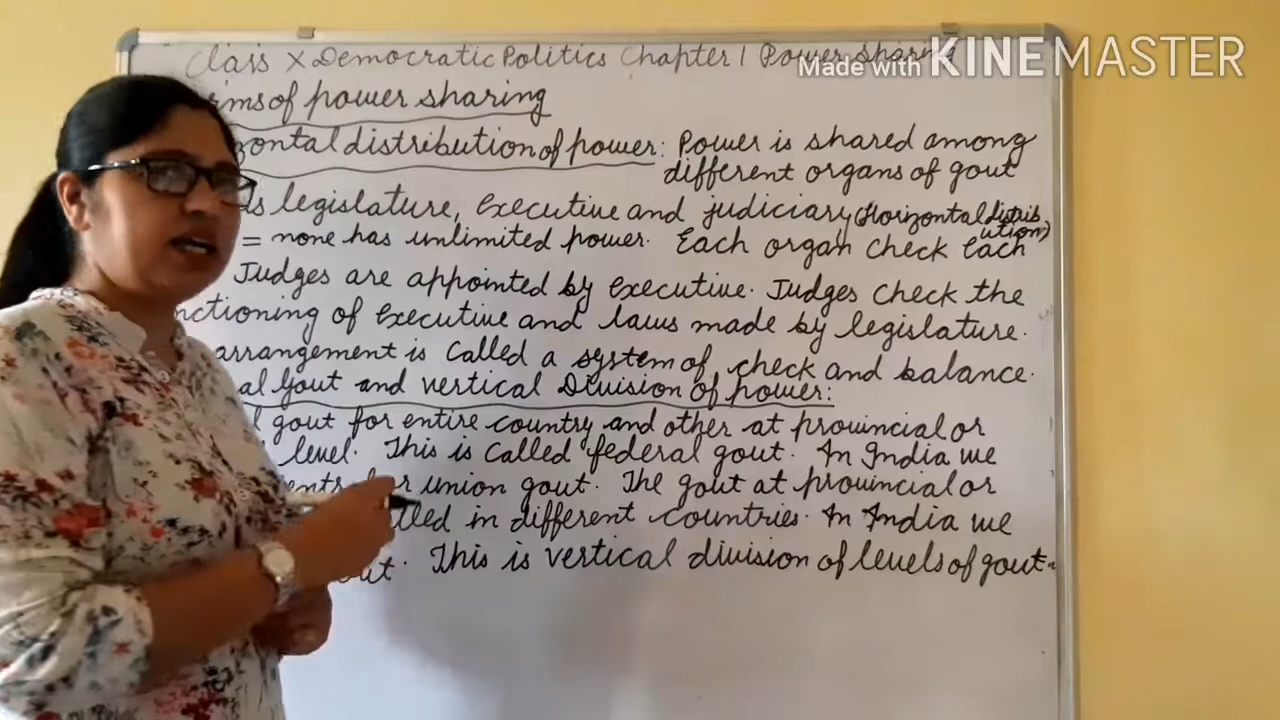 Class X Democratic Politics Chapter 1 Power Sharing
Made with KINEMASTER
rms of power sharing
zontal distribution of power: Power is shared among
different organs of govt
legislature, executive and judiciary (Horizontal distrib
ution)
= none has unlimited power. Each organ check each
Judges are appointed by executive. Judges check the
nctioning of executive and laws made by legislature.
arrangement is called a system of check and balance.
al govt and vertical Division of power:
l govt for entire country and other at provincial or
level. This is called federal govt. In India we
entral or union govt. The govt at provincial or
lled in different countries. In India we
This is vertical division of levels of govt.